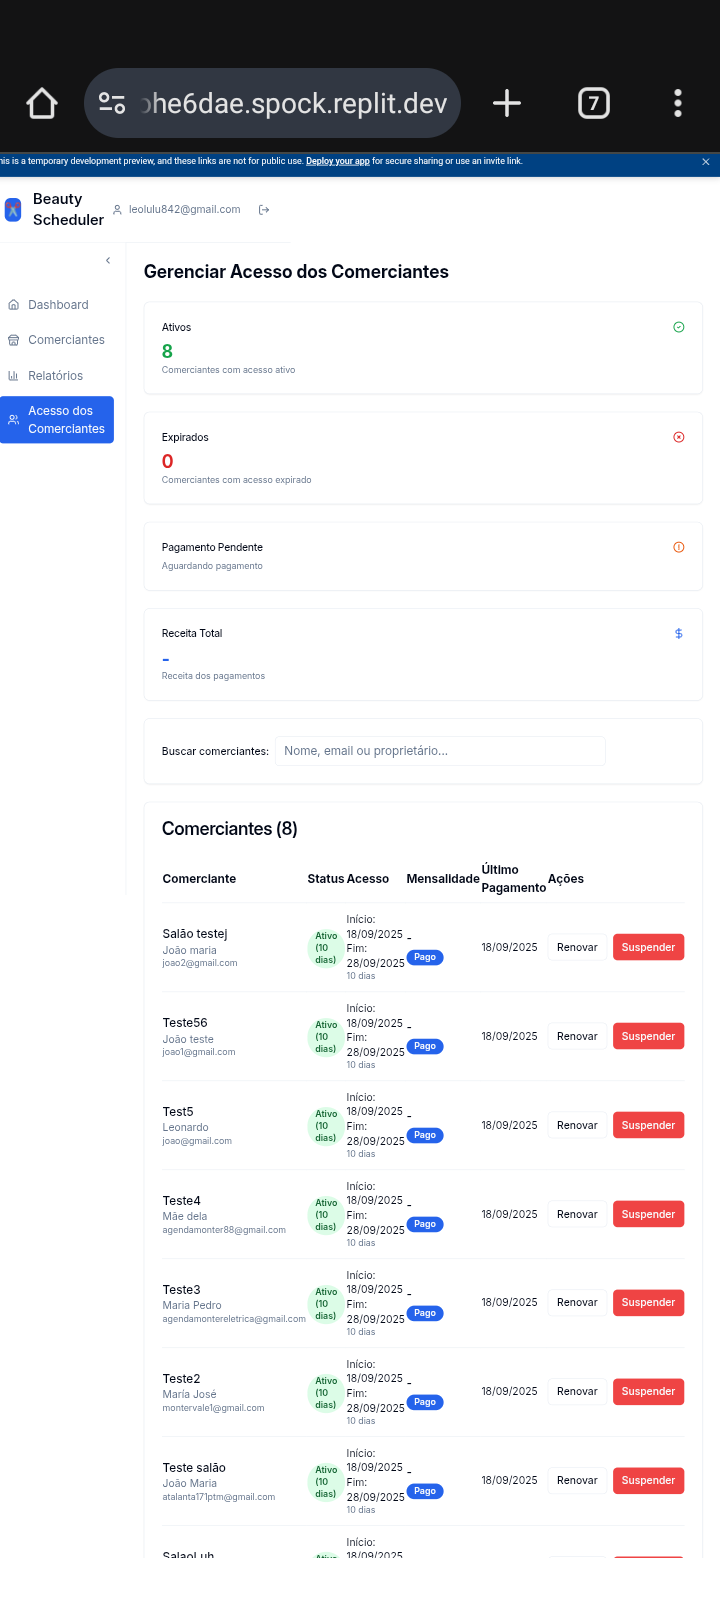 he6dae.spock.replit.dev
7
is is a temporary development preview, and these links are not for public use. Deploy your app for secure sharing or use an invite link.
Beauty
Scheduler
leolulu842@gmail.com
Gerenciar Acesso dos Comerciantes
Dashboard
Comerciantes
Relatórios
Acesso dos
Comerciantes
Ativos
8
Comerciantes com acesso ativo
Expirados
0
Comerciantes com acesso expirado
Pagamento Pendente
Aguardando pagamento
Receita Total
-
Receita dos pagamentos
Buscar comerciantes: Nome, email ou proprietário...
Comerciantes (8)
Comerciante Status Acesso Mensalidade Último Pagamento Ações
Salão testej
João maria
joao2@gmail.com
Ativo
(10
dias)
Início:
18/09/2025
Fim:
28/09/2025
10 dias
-
Pago
18/09/2025
Renovar
Suspender
Teste56
João teste
joao1@gmail.com
Ativo
(10
dias)
Início:
18/09/2025
Fim:
28/09/2025
10 dias
-
Pago
18/09/2025
Renovar
Suspender
Test5
Leonardo
joao@gmail.com
Ativo
(10
dias)
Início:
18/09/2025
Fim:
28/09/2025
10 dias
-
Pago
18/09/2025
Renovar
Suspender
Teste4
Mãe dela
agendamonter88@gmail.com
Ativo
(10
dias)
Início:
18/09/2025
Fim:
28/09/2025
10 dias
-
Pago
18/09/2025
Renovar
Suspender
Teste3
Maria Pedro
agendamontereletrica@gmail.com
Ativo
(10
dias)
Início:
18/09/2025
Fim:
28/09/2025
10 dias
-
Pago
18/09/2025
Renovar
Suspender
Teste2
María José
montervale1@gmail.com
Ativo
(10
dias)
Início:
18/09/2025
Fim:
28/09/2025
10 dias
-
Pago
18/09/2025
Renovar
Suspender
Teste salão
João Maria
atalanta171ptm@gmail.com
Ativo
(10
dias)
Início:
18/09/2025
Fim:
28/09/2025
10 dias
-
Pago
18/09/2025
Renovar
Suspender
Início:
18/09/2025